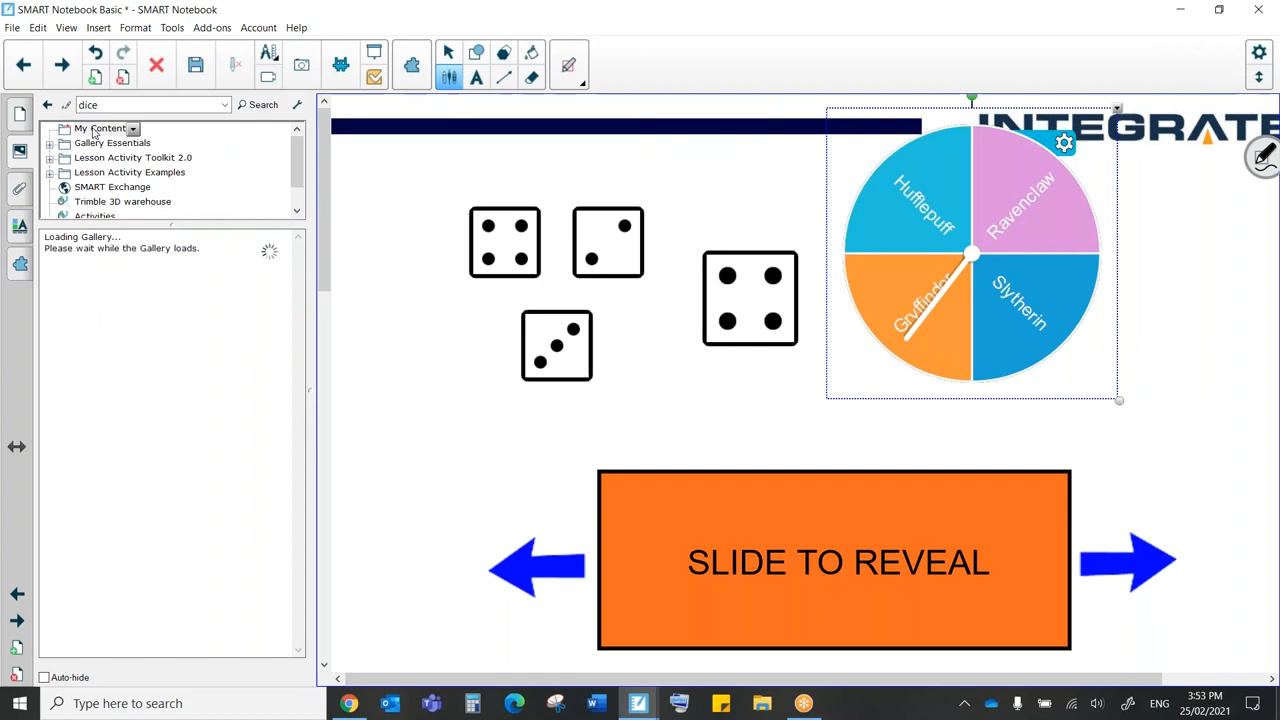 SMART Notebook Basic * - SMART Notebook
File Edit View Insert Format Tools Add-ons Account Help
dice
Search
My Content
Gallery Essentials
Lesson Activity Toolkit 2.0
Lesson Activity Examples
SMART Exchange
Trimble 3D warehouse
Activities
Loading Gallery...
Please wait while the Gallery loads.
INTEGRATE
Hufflepuff
Ravenclaw
Gryffindor
Slytherin
SLIDE TO REVEAL
Auto-hide
Type here to search
ENG
3:53 PM
25/02/2021